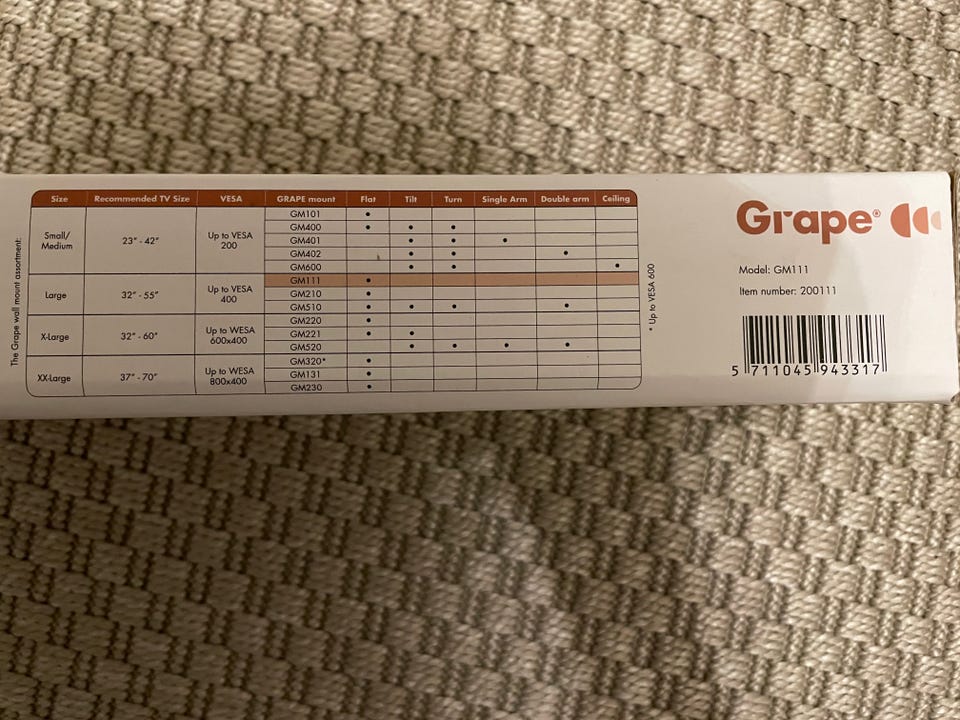 The Grape wall mount assortment:
Size Recommended TV Size VESA GRAPE mount Flat Tilt Turn Single Arm Double arm Ceiling
Small/
Medium
23" - 42"
Up to VESA
200
GM101 •
GM400 • • •
GM401 • • •
GM402 • • •
GM600 • • •
Large
32" - 55"
Up to VESA
400
GM111 •
GM210 •
GM510 • • • •
X-Large
32" - 60"
Up to WESA
600x400
GM220 •
GM221 • •
GM520 • • • •
XX-Large
37" - 70"
Up to WESA
800x400
GM320* •
GM131 •
GM230 •
* Up to VESA 600
Grape®
Model: GM111
Item number: 200111
5 711045 943317